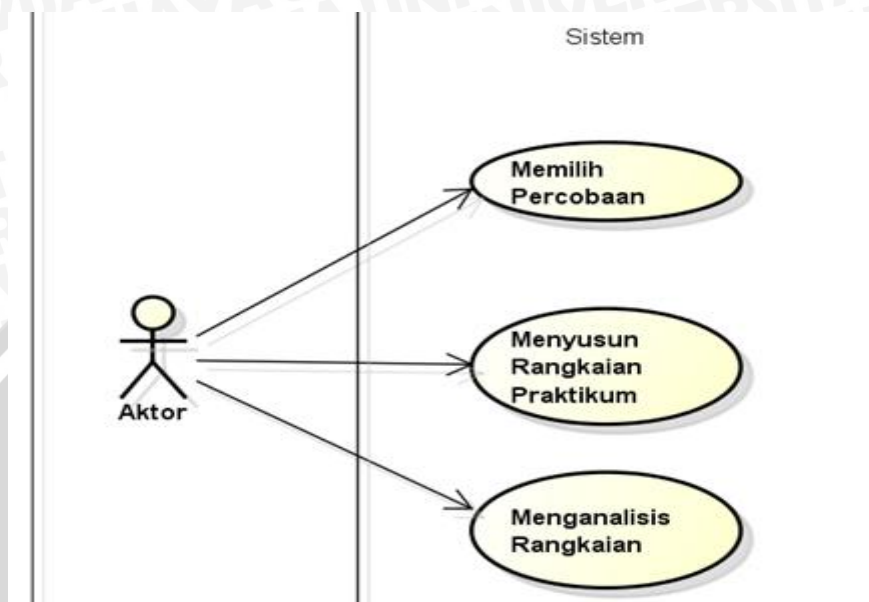 Sistem
Memilih
Percobaan
Menyusun
Rangkaian
Praktikum
Aktor
Menganalisis
Rangkaian